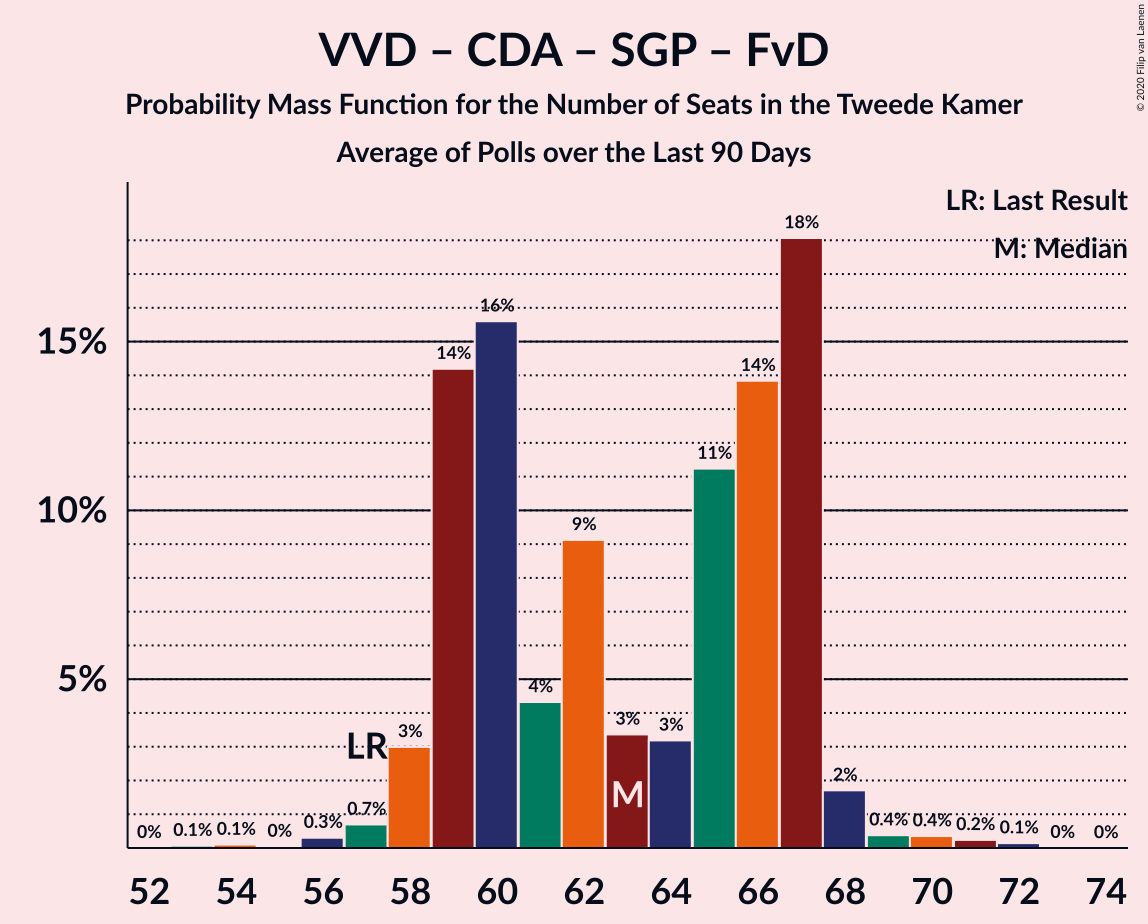 VVD – CDA – SGP – FvD
Probability Mass Function for the Number of Seats in the Tweede Kamer
Average of Polls over the Last 90 Days
© 2020 Filip van Laenen
LR: Last Result
M: Median
15%
10%
5%
0% 0.1% 0.1% 0% 0.3% 0.7% 3% 14% 16% 4% 9% 3% 3% 11% 14% 18% 2% 0.4% 0.4% 0.2% 0.1% 0% 0%
LR
M
52 54 56 58 60 62 64 66 68 70 72 74